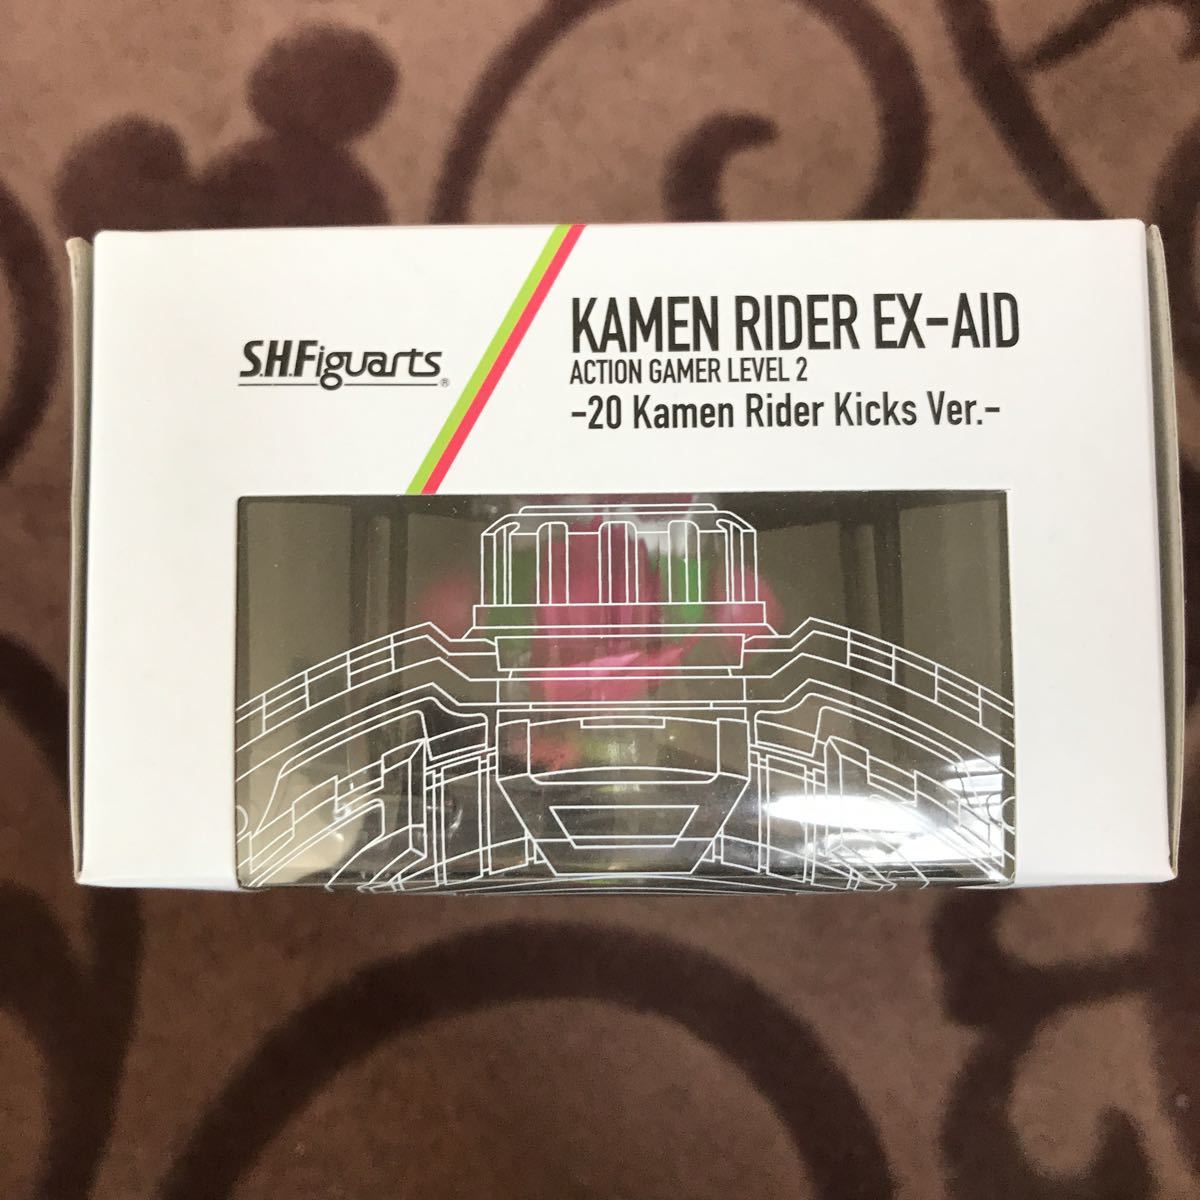 S.H.Figuarts®
KAMEN RIDER EX-AID
ACTION GAMER LEVEL 2
-20 Kamen Rider Kicks Ver.-